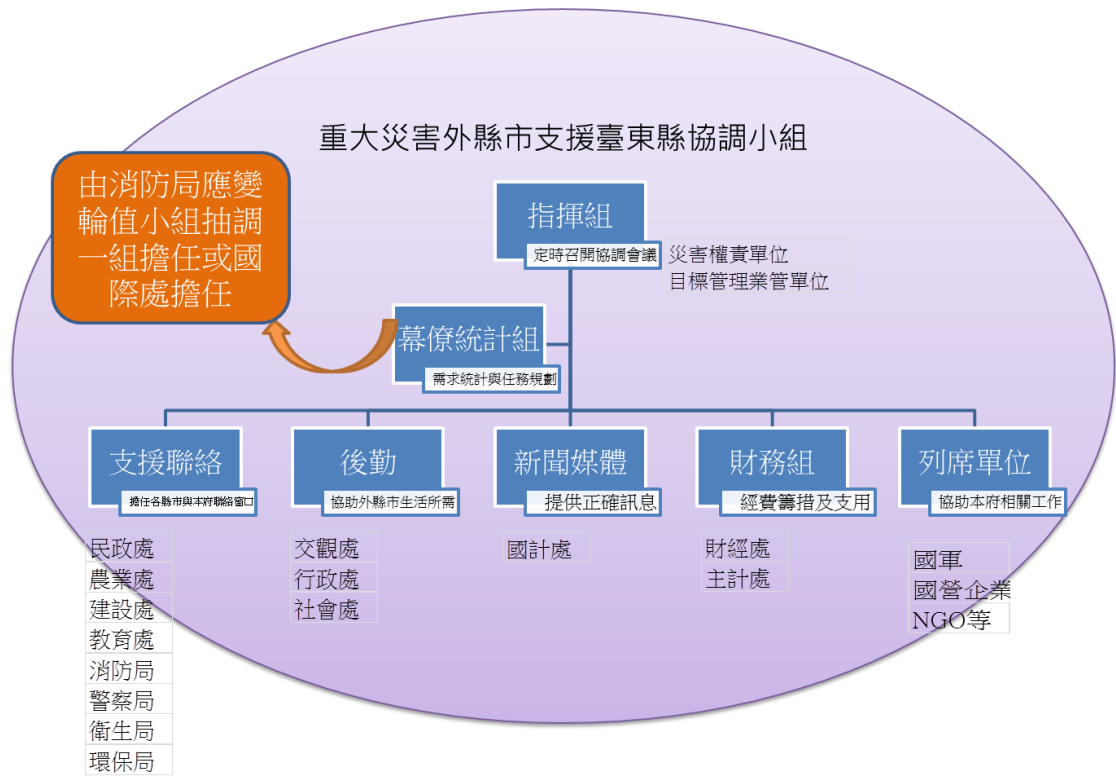 重大災害外縣市支援臺東縣協調小組
由消防局應變
輪值小組抽調
一組擔任或國
際處擔任
指揮組
定時召開協調會議
災害權責單位
目標管理業管單位
幕僚統計組
需求統計與任務規劃
支援聯絡
擔任各縣市與本府聯絡窗口
民政處
農業處
建設處
教育處
消防局
警察局
衛生局
環保局
後勤
協助外縣市生活所需
交觀處
行政處
社會處
新聞媒體
提供正確訊息
國計處
財務組
經費籌措及支用
財經處
主計處
列席單位
協助本府相關工作
國軍
國營企業
NGO等